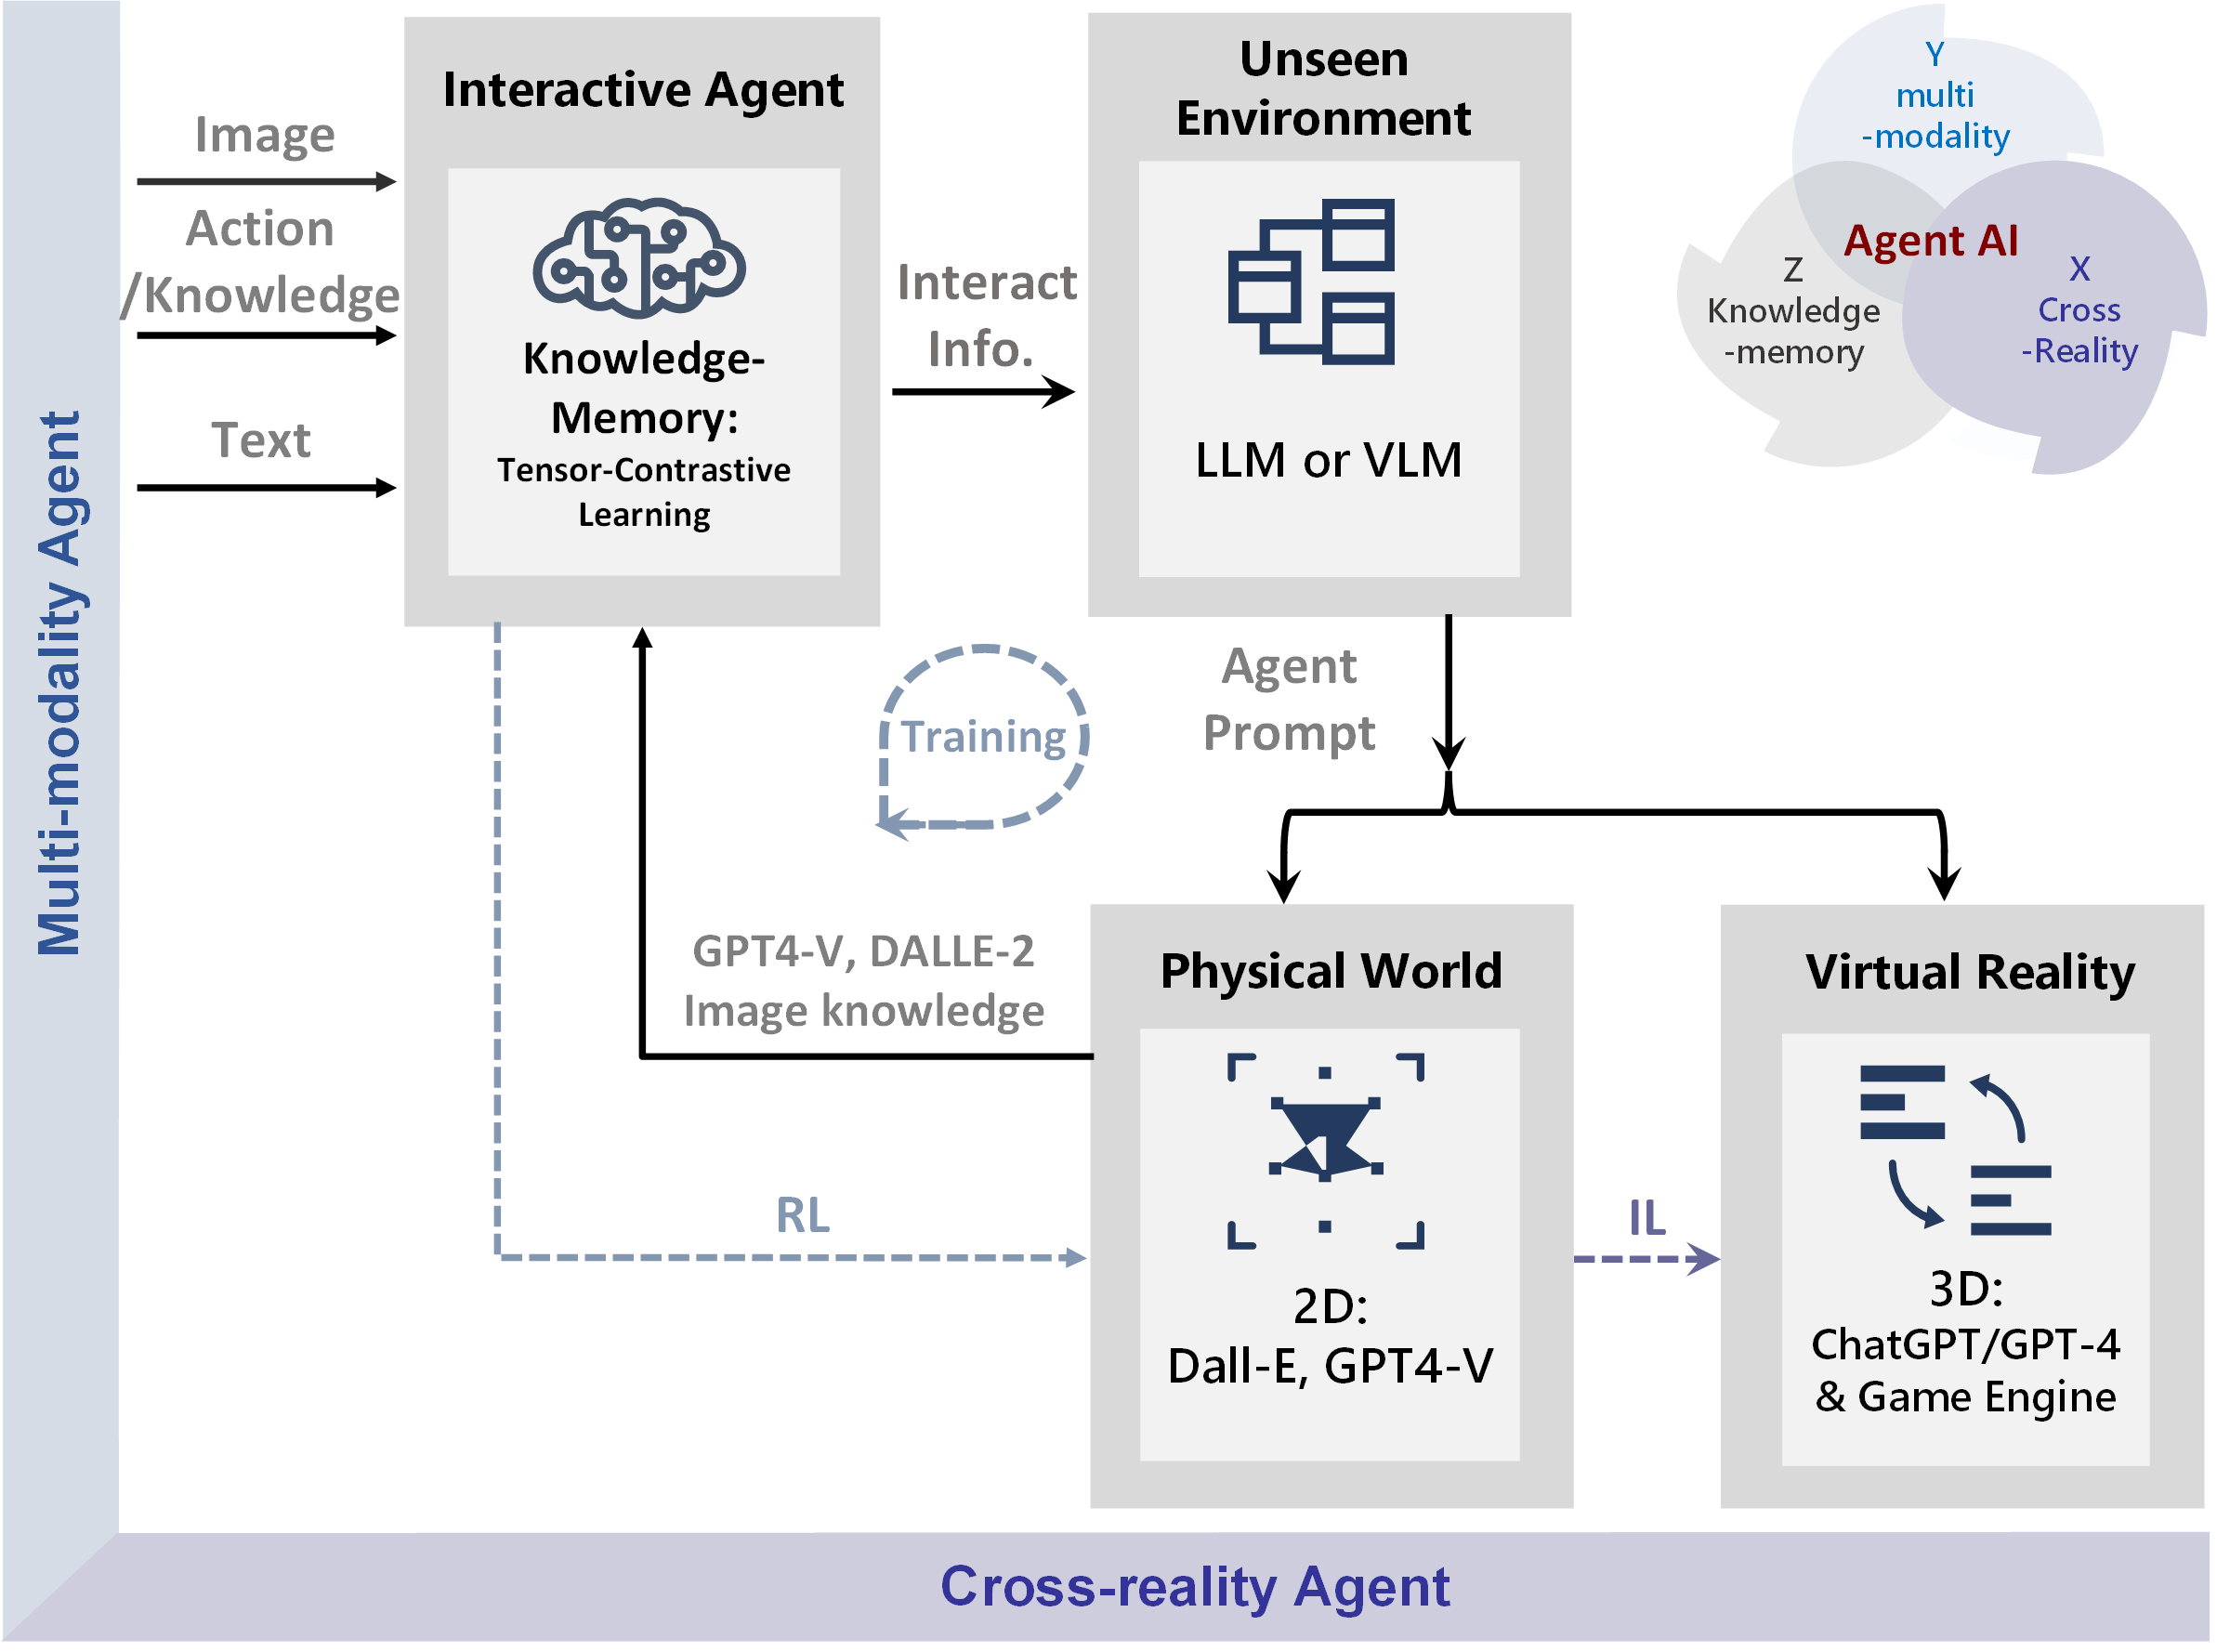 Multi-modality Agent
Image
Action
/Knowledge
Text
Interactive Agent
Knowledge-
Memory:
Tensor-Contrastive
Learning
Interact
Info.
Unseen
Environment
LLM or VLM
Y
multi
-modality
Agent AI
Z
Knowledge
-memory
X
Cross
-Reality
Training
Agent
Prompt
GPT4-V, DALLE-2
Image knowledge
RL
Physical World
2D:
Dall-E, GPT4-V
IL
Virtual Reality
3D:
ChatGPT/GPT-4
& Game Engine
Cross-reality Agent